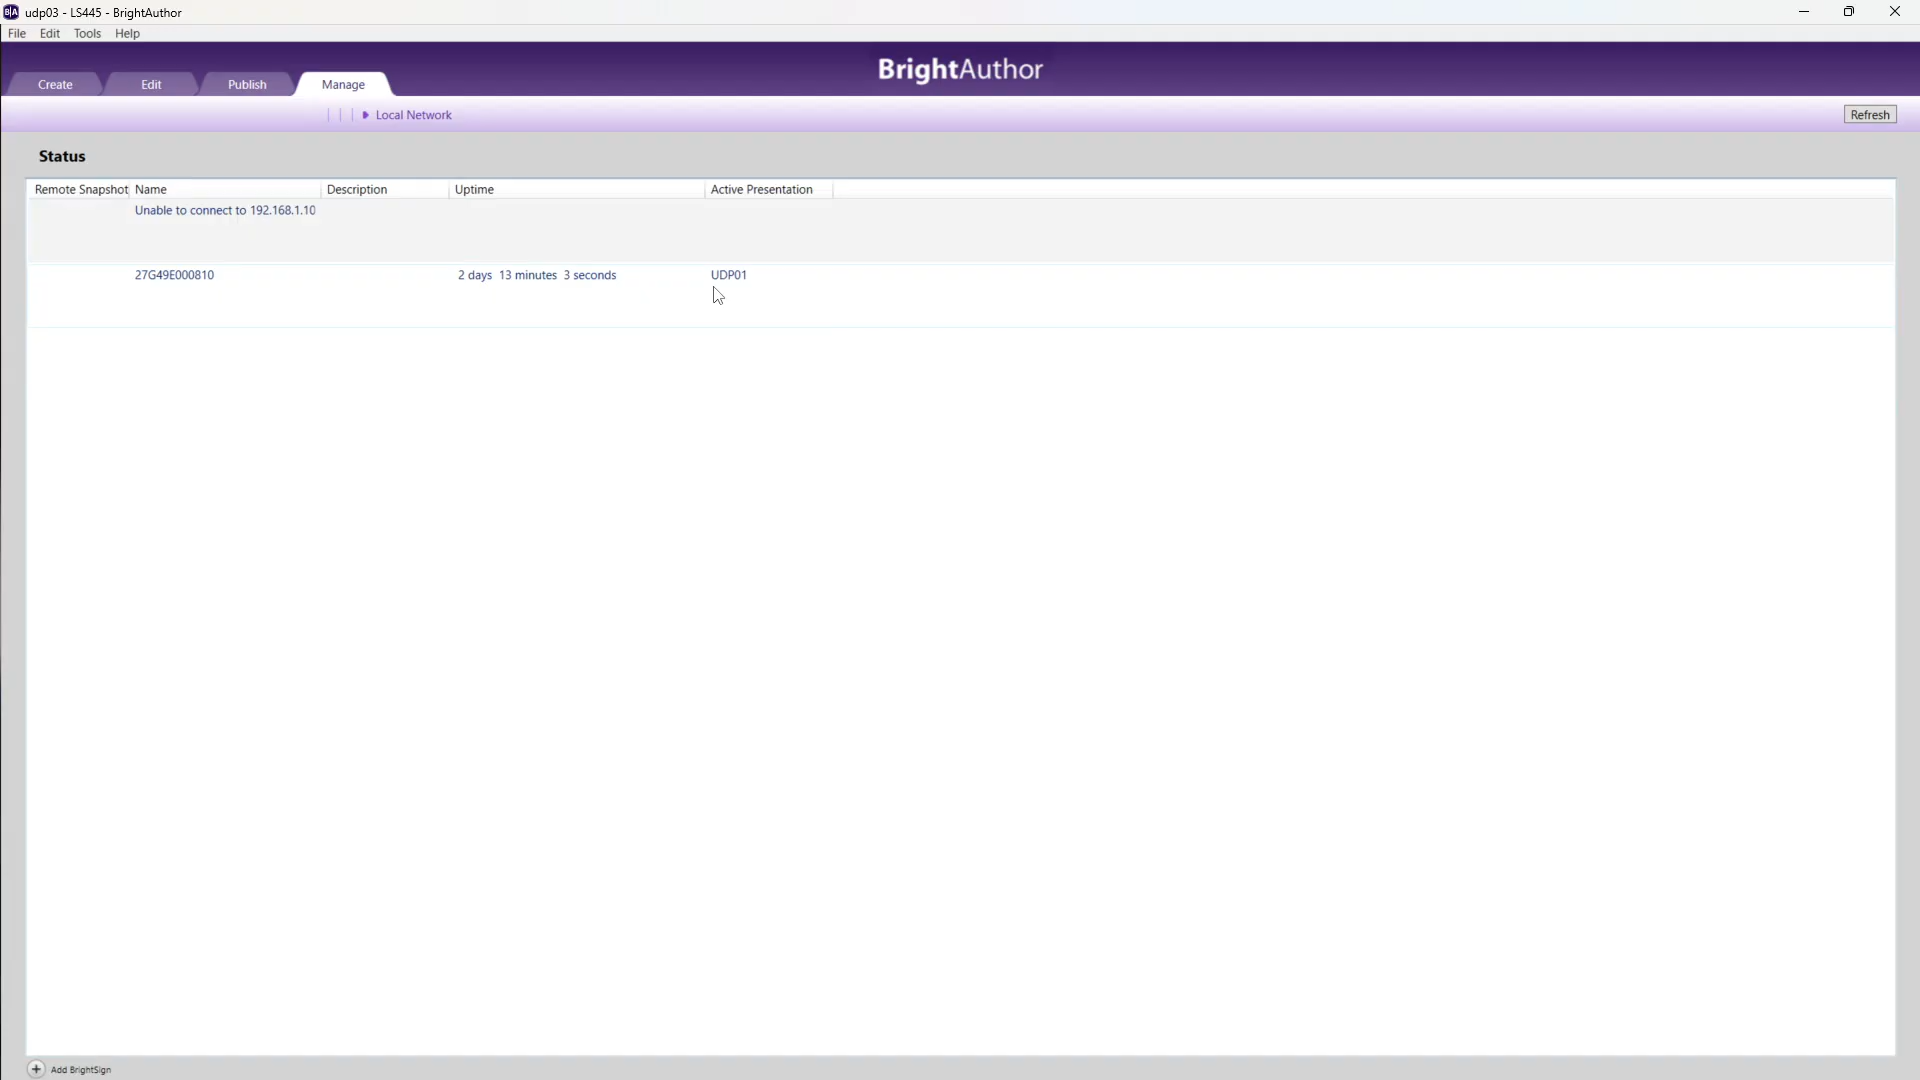 B|A udp03 - LS445 - BrightAuthor
File Edit Tools Help
BrightAuthor
Create Edit Publish Manage
Local Network Refresh
Status
Remote Snapshot Name Description Uptime Active Presentation
Unable to connect to 192.168.1.10
27G49E000810 2 days 13 minutes 3 seconds UDP01
Add BrightSign